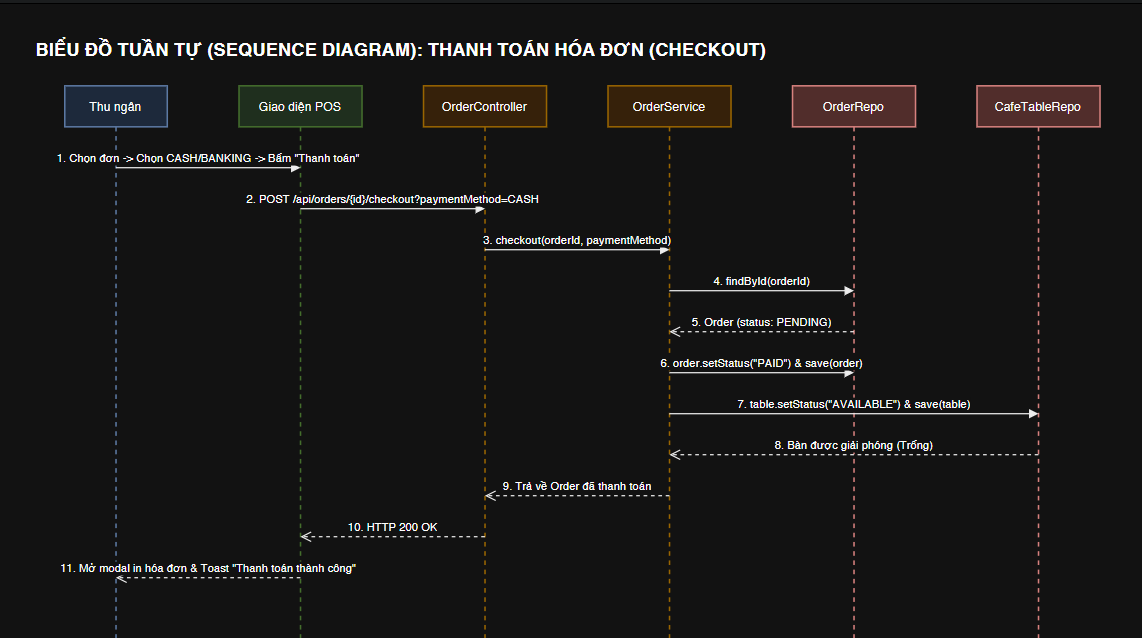 BIỂU ĐỒ TUẦN TỰ (SEQUENCE DIAGRAM): THANH TOÁN HÓA ĐƠN (CHECKOUT)
Thu ngân
Giao diện POS
OrderController
OrderService
OrderRepo
CafeTableRepo
1. Chọn đơn -> Chọn CASH/BANKING -> Bấm "Thanh toán"
2. POST /api/orders/{id}/checkout?paymentMethod=CASH
3. checkout(orderId, paymentMethod)
4. findById(orderId)
5. Order (status: PENDING)
6. order.setStatus("PAID") & save(order)
7. table.setStatus("AVAILABLE") & save(table)
8. Bàn được giải phóng (Trống)
9. Trả về Order đã thanh toán
10. HTTP 200 OK
11. Mở modal in hóa đơn & Toast "Thanh toán thành công"